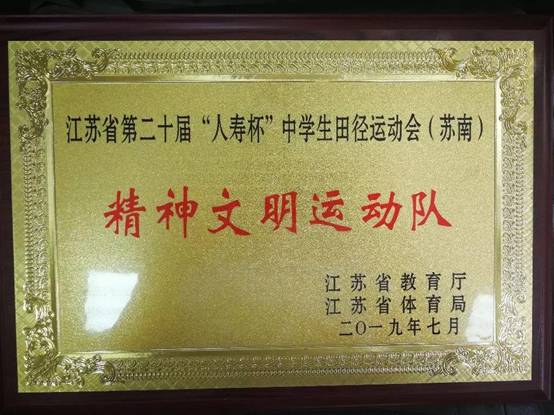 江苏省第二十届“人寿杯”中学生田径运动会（苏南）
精神文明运动队
江苏省教育厅
江苏省体育局
二〇一九年七月